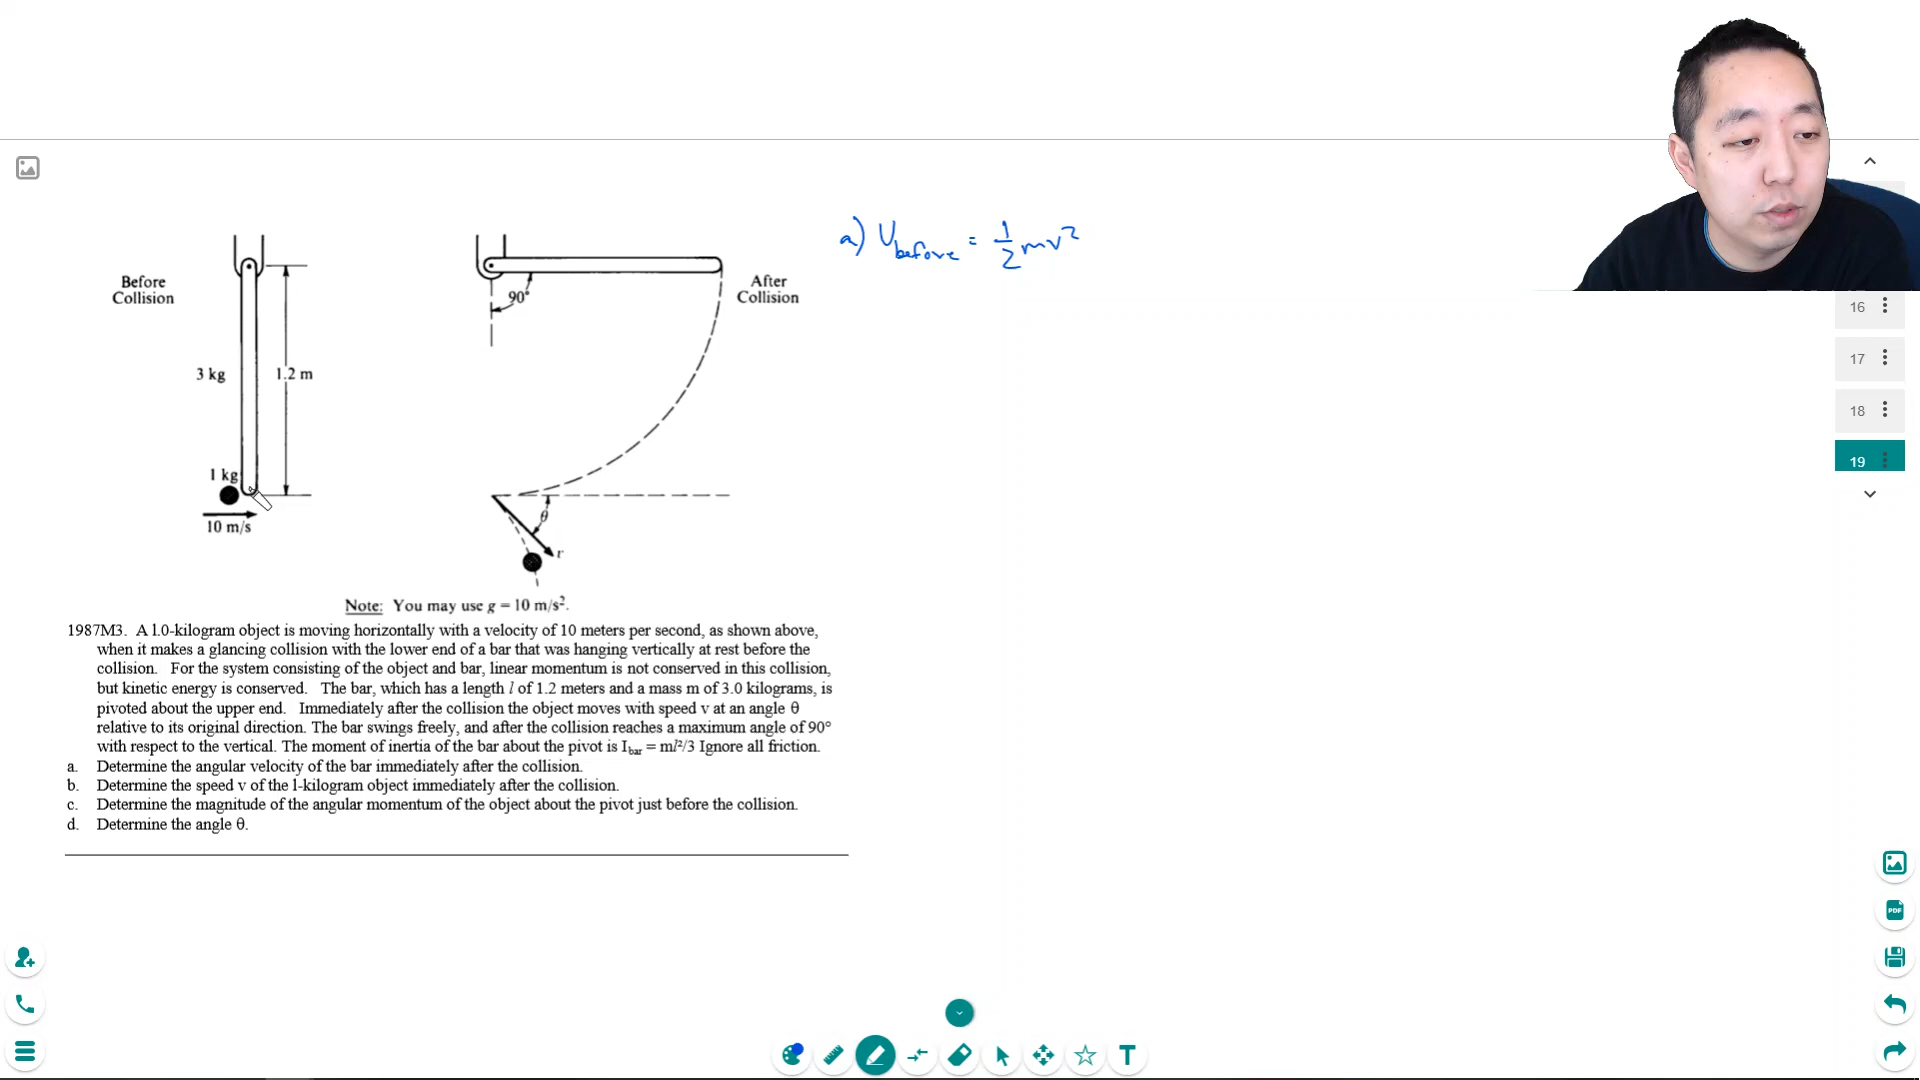 a) U before = 1/2 mv²
Before
Collision
90°
After
Collision
3 kg
1.2 m
1 kg
10 m/s
θ
r
Note: You may use g = 10 m/s².
1987M3. A l.0-kilogram object is moving horizontally with a velocity of 10 meters per second, as shown above,
when it makes a glancing collision with the lower end of a bar that was hanging vertically at rest before the
collision. For the system consisting of the object and bar, linear momentum is not conserved in this collision,
but kinetic energy is conserved. The bar, which has a length l of 1.2 meters and a mass m of 3.0 kilograms, is
pivoted about the upper end. Immediately after the collision the object moves with speed v at an angle θ
relative to its original direction. The bar swings freely, and after the collision reaches a maximum angle of 90°
with respect to the vertical. The moment of inertia of the bar about the pivot is Ibar = ml²/3 Ignore all friction.
a. Determine the angular velocity of the bar immediately after the collision.
b. Determine the speed v of the l-kilogram object immediately after the collision.
c. Determine the magnitude of the angular momentum of the object about the pivot just before the collision.
d. Determine the angle θ.
16
17
18
19
PDF
T